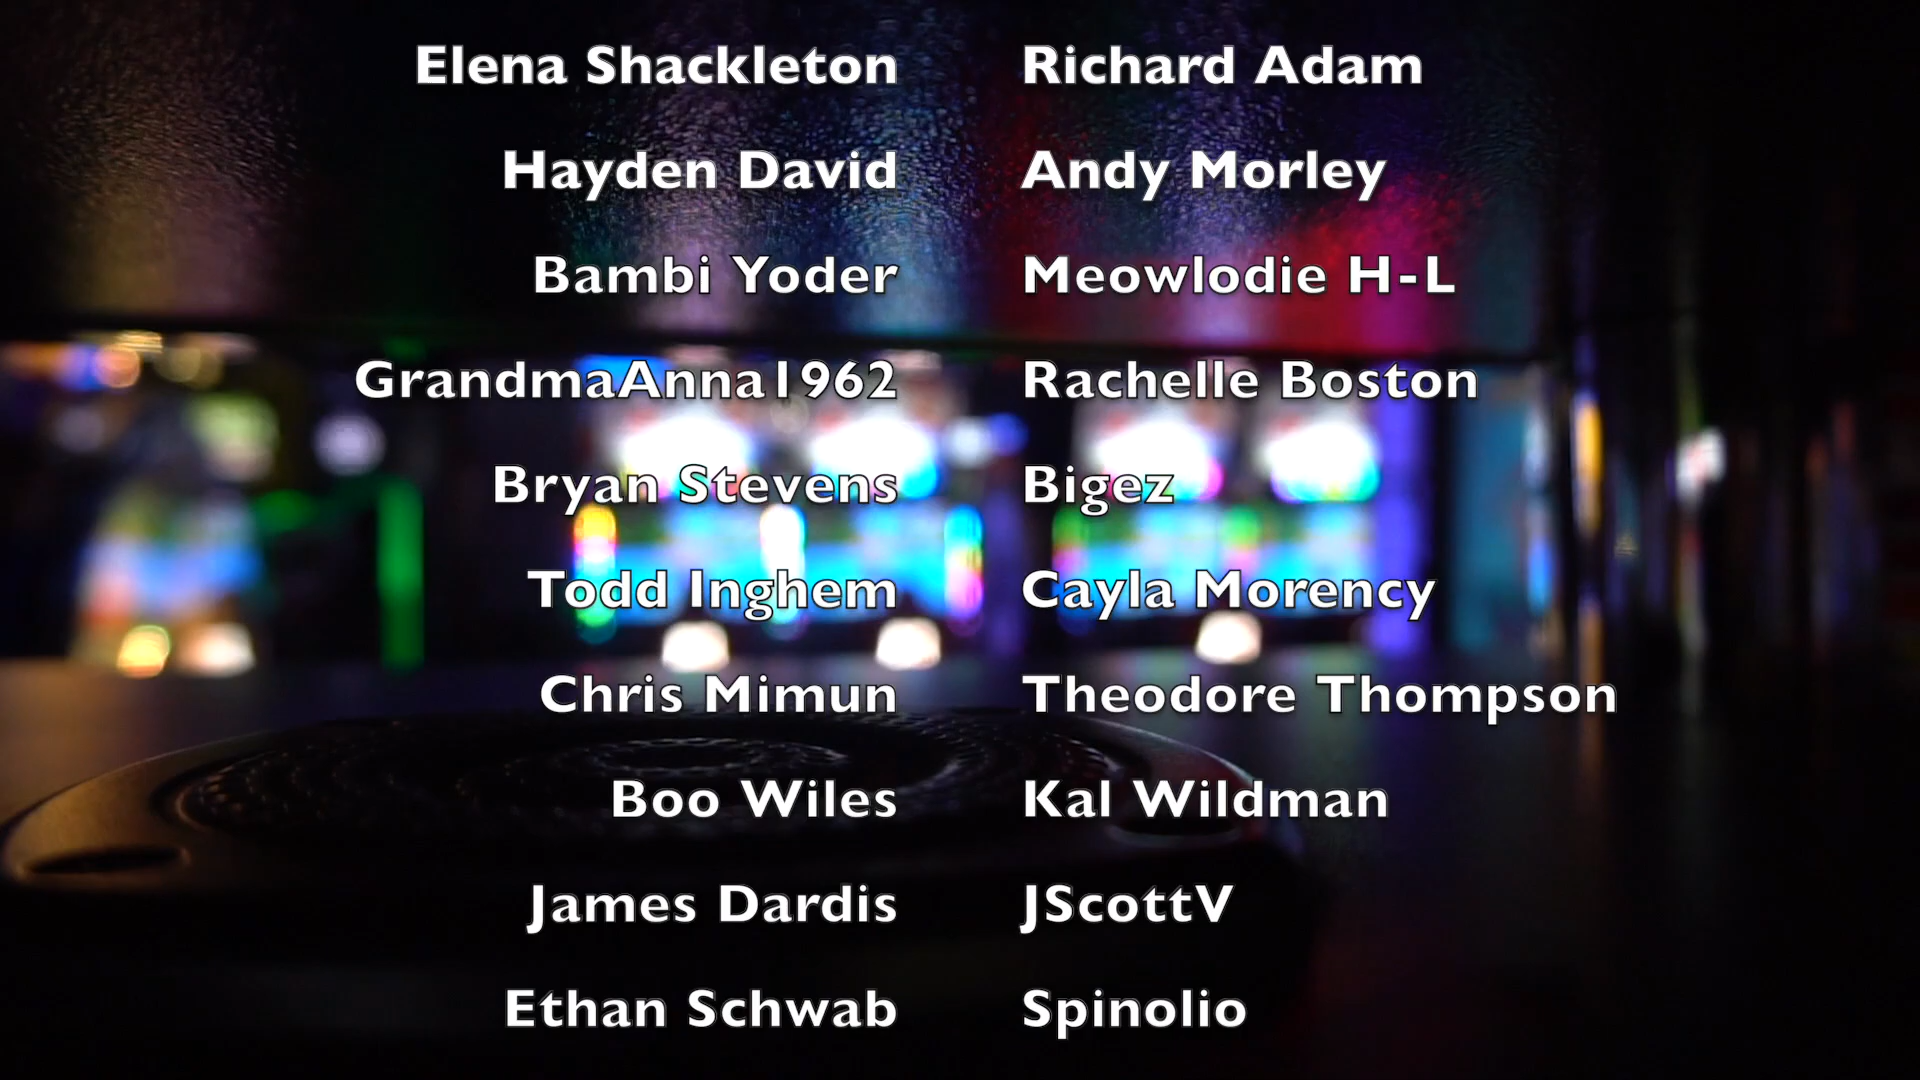 Elena Shackleton Richard Adam
Hayden David Andy Morley
Bambi Yoder Meowlodie H-L
GrandmaAnna1962 Rachelle Boston
Bryan Stevens Bigez
Todd Inghem Cayla Morency
Chris Mimun Theodore Thompson
Boo Wiles Kal Wildman
James Dardis JScottV
Ethan Schwab Spinolio